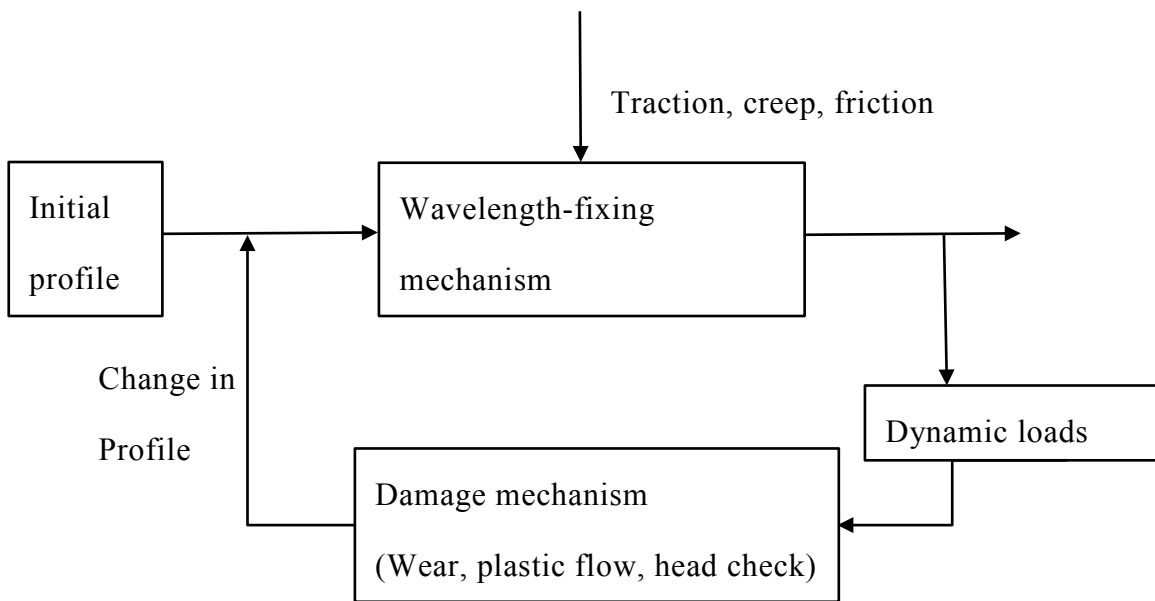 Traction, creep, friction
Initial
profile
Wavelength-fixing
mechanism
Change in
Profile
Dynamic loads
Damage mechanism
(Wear, plastic flow, head check)